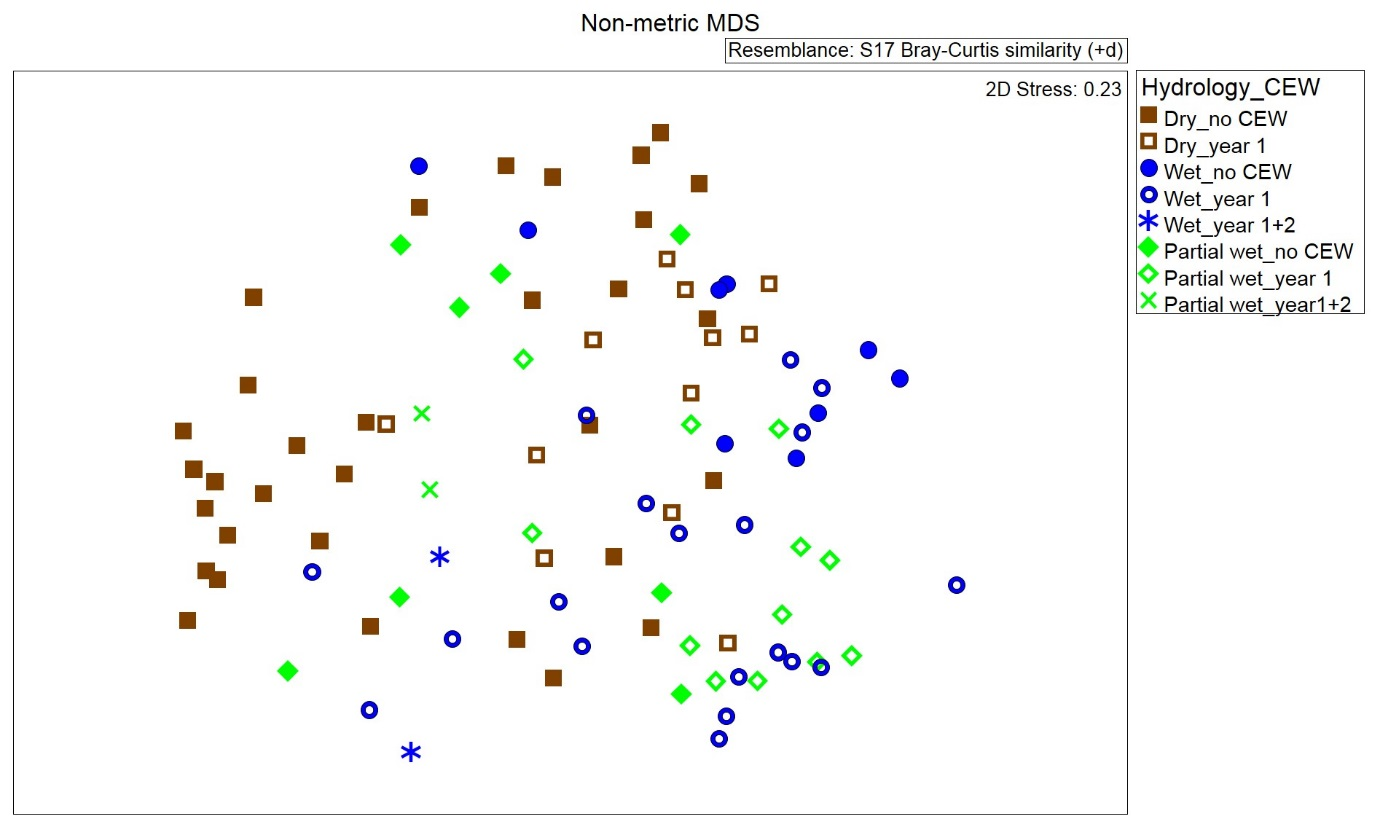 Non-metric MDS
Resemblance: S17 Bray-Curtis similarity (+d)
2D Stress: 0.23
Hydrology_CEW
Dry_no CEW
Dry_year 1
Wet_no CEW
Wet_year 1
Wet_year 1+2
Partial wet_no CEW
Partial wet_year 1
Partial wet_year1+2